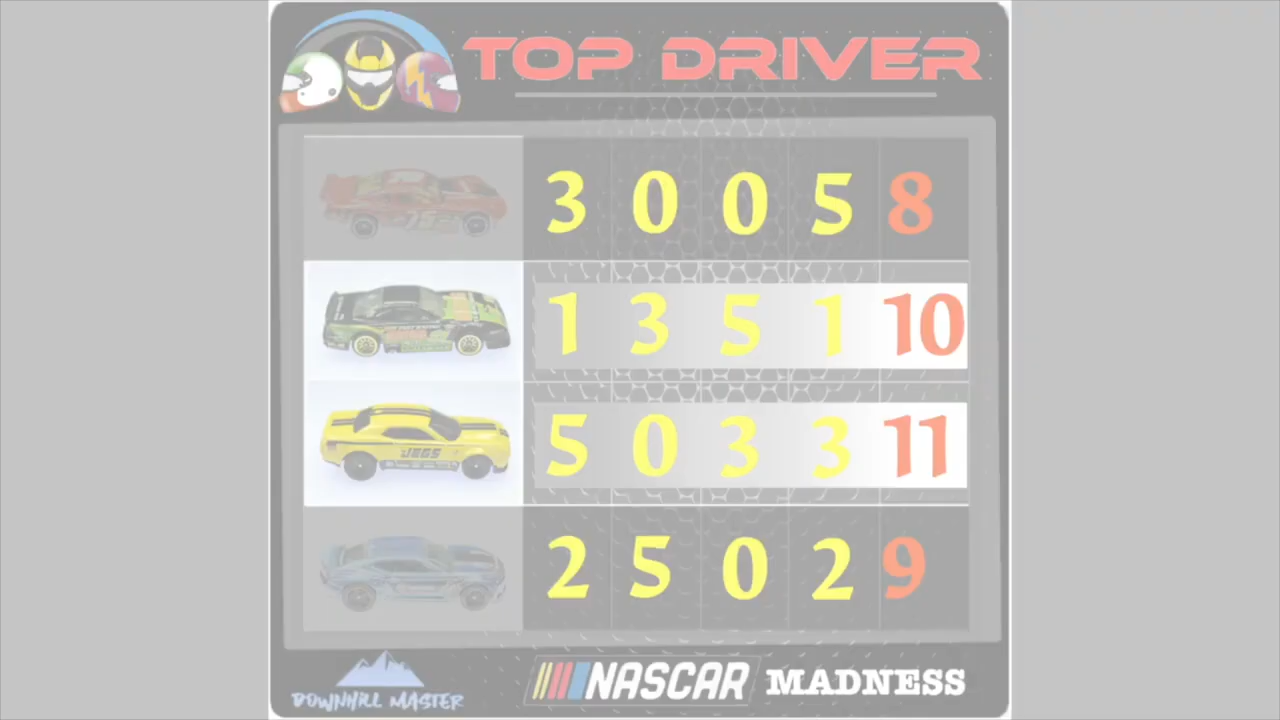 TOP DRIVER
3 0 0 5 8
1 3 5 1 10
JEGS
5 0 3 3 11
2 5 0 2 9
DOWNHILL MASTER
NASCAR MADNESS